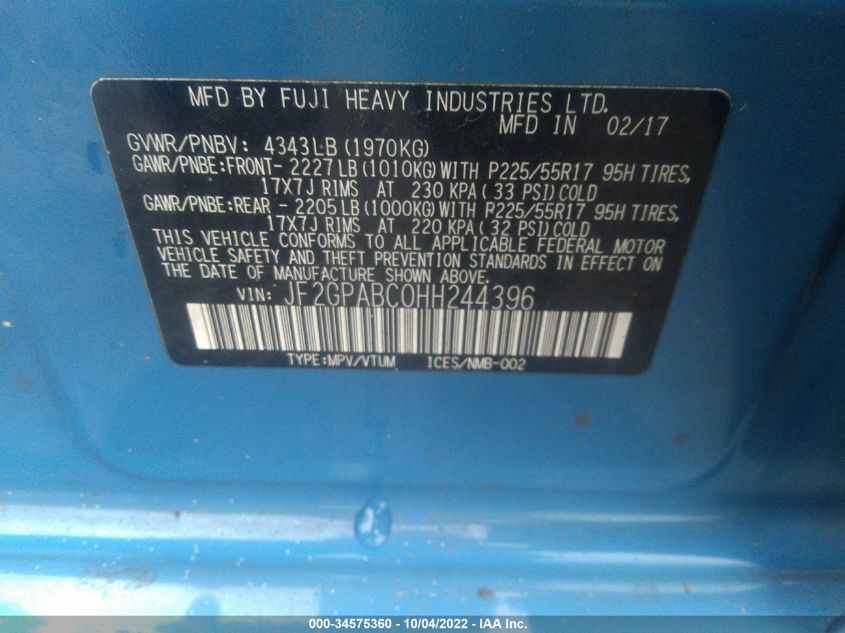 MFD BY FUJI HEAVY INDUSTRIES LTD.
MFD IN 02/17
GVWR/PNBV: 4343LB (1970KG)
GAWR/PNBE:FRONT- 2227 LB (1010KG) WITH P225/55R17 95H TIRES,
17X7J RIMS AT 230 KPA ( 33 PSI) COLD
GAWR/PNBE:REAR - 2205 LB (1000KG) WITH P225/55R17 95H TIRES,
17X7J RIMS AT 220 KPA ( 32 PSI) COLD
THIS VEHICLE CONFORMS TO ALL APPLICABLE FEDERAL MOTOR
VEHICLE SAFETY AND THEFT PREVENTION STANDARDS IN EFFECT ON
THE DATE OF MANUFACTURE SHOWN ABOVE.
VIN: JF2GPABC0HH244396
TYPE:MPV/VTUM ICES/NMB-002
000-34575360 - 10/04/2022 - IAA Inc.